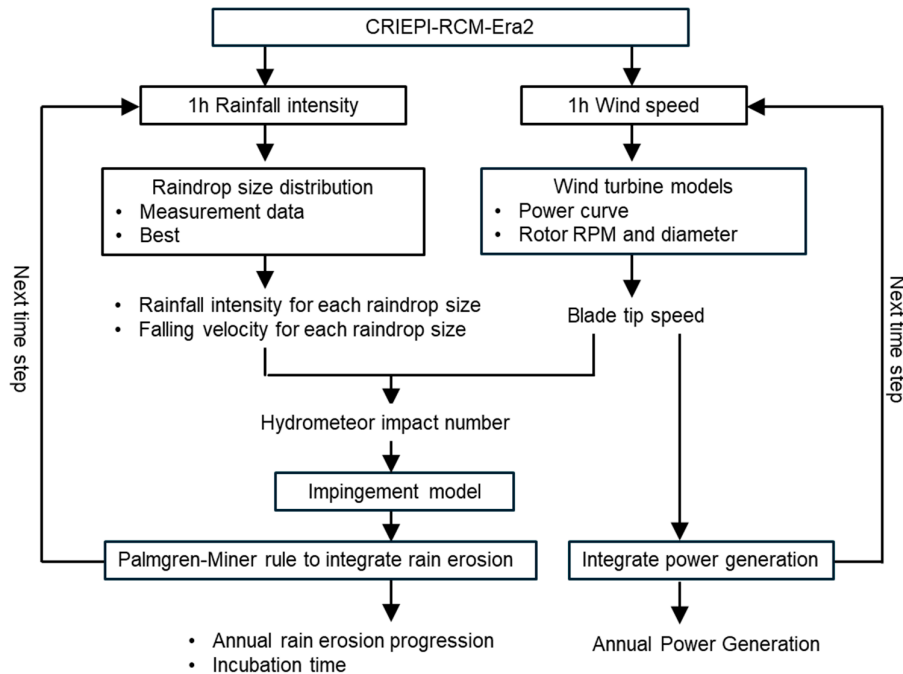 CRIEPI-RCM-Era2
1h Rainfall intensity
1h Wind speed
Raindrop size distribution
• Measurement data
• Best
Wind turbine models
• Power curve
• Rotor RPM and diameter
Next time step
• Rainfall intensity for each raindrop size
• Falling velocity for each raindrop size
Blade tip speed
Next time step
Hydrometeor impact number
Impingement model
Palmgren-Miner rule to integrate rain erosion
Integrate power generation
• Annual rain erosion progression
• Incubation time
Annual Power Generation